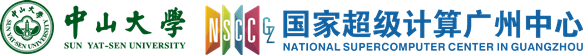 中山大學
SUN YAT-SEN UNIVERSITY
NSCC GZ
国家超级计算广州中心
NATIONAL SUPERCOMPUTER CENTER IN GUANGZHOU